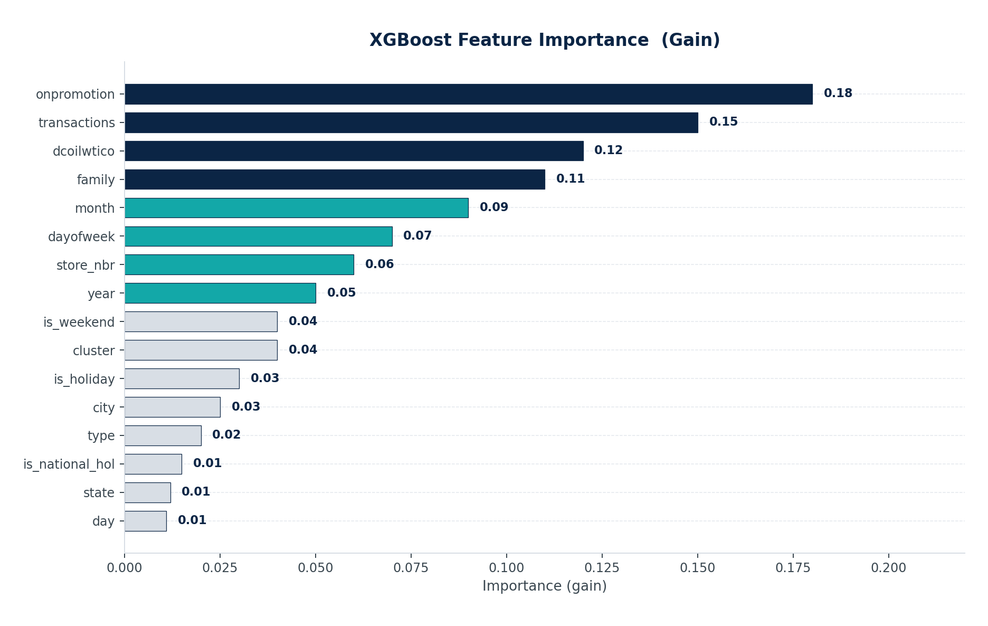 XGBoost Feature Importance  (Gain)
onpromotion 0.18
transactions 0.15
dcoilwtico 0.12
family 0.11
month 0.09
dayofweek 0.07
store_nbr 0.06
year 0.05
is_weekend 0.04
cluster 0.04
is_holiday 0.03
city 0.03
type 0.02
is_national_hol 0.01
state 0.01
day 0.01
0.000 0.025 0.050 0.075 0.100 0.125 0.150 0.175 0.200
Importance (gain)